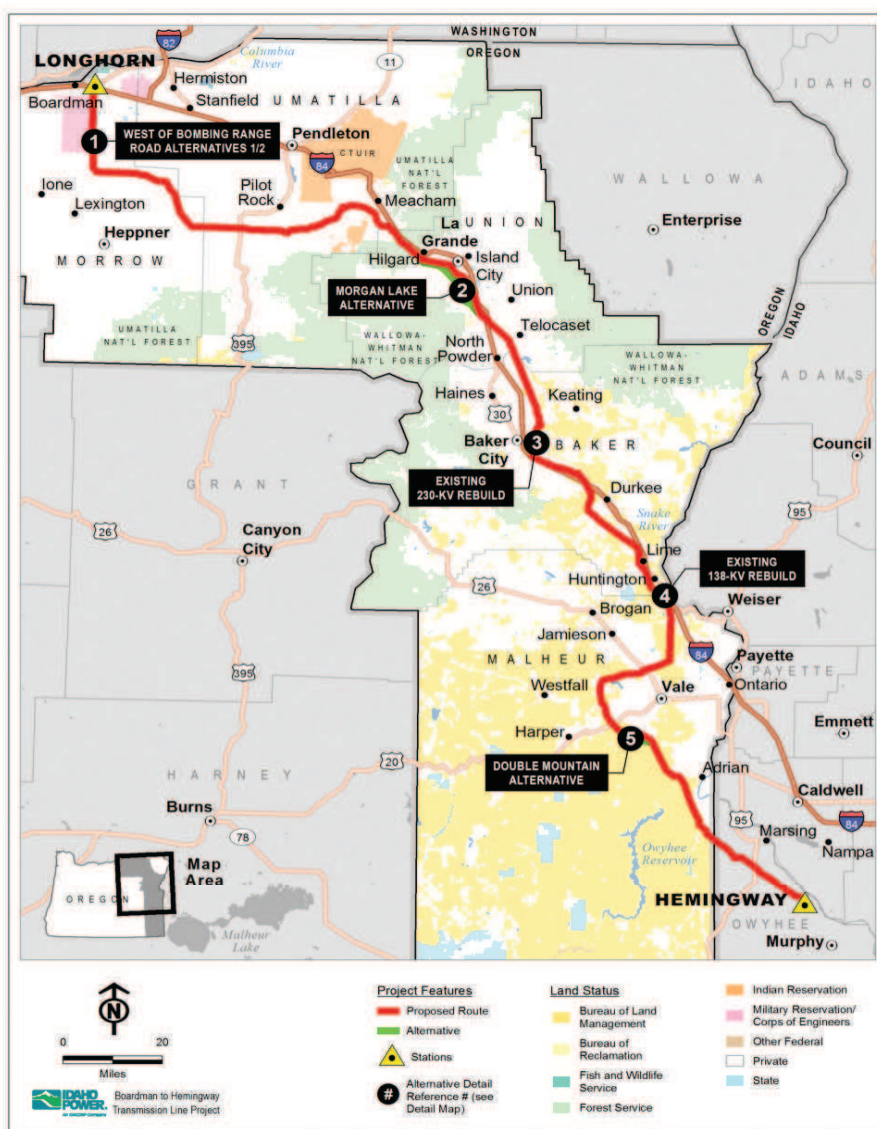 WASHINGTON
OREGON
82
Columbia
River
11
LONGHORN
Boardman
Hermiston
Stanfield
UMATILLA
IDAHO
1
WEST OF BOMBING RANGE
ROAD ALTERNATIVES 1/2
Pendleton
CTUIR
84
UMATILLA
NAT'L
FOREST
WALLOWA
Ione
Lexington
Pilot
Rock
Meacham
Enterprise
Heppner
MORROW
UNION
La
Grande
Hilgard
Island
City
MORGAN LAKE
ALTERNATIVE
2
Union
OREGON
IDAHO
UMATILLA
NAT'L FOREST
395
WALLOWA-
WHITMAN
NAT'L FOREST
Telocaset
North
Powder
WALLOWA-
WHITMAN
NAT'L FOREST
ADAMS
Haines
30
Keating
Baker
City
3
BAKER
Council
EXISTING
230-KV REBUILD
GRANT
Durkee
95
26
Canyon
City
Snake
River
Lime
EXISTING
138-KV REBUILD
Huntington
4
26
Brogan
Weiser
Jamieson
MALHEUR
84
Payette
PAYETTE
395
Westfall
Vale
Ontario
Harper
5
Emmett
DOUBLE MOUNTAIN
ALTERNATIVE
20
HARNEY
Adrian
Burns
Caldwell
78
95
Marsing
84
Nampa
Map
Area
OREGON
Owyhee
Reservoir
HEMINGWAY
OWYHEE
Malheur
Lake
Murphy
N
0
20
Miles
IDAHO
POWER
AN IDACORP COMPANY
Boardman to Hemingway
Transmission Line Project
Project Features
Proposed Route
Alternative
Stations
#
Alternative Detail
Reference # (see
Detail Map)
Land Status
Bureau of Land
Management
Bureau of
Reclamation
Fish and Wildlife
Service
Forest Service
Indian Reservation
Military Reservation/
Corps of Engineers
Other Federal
Private
State